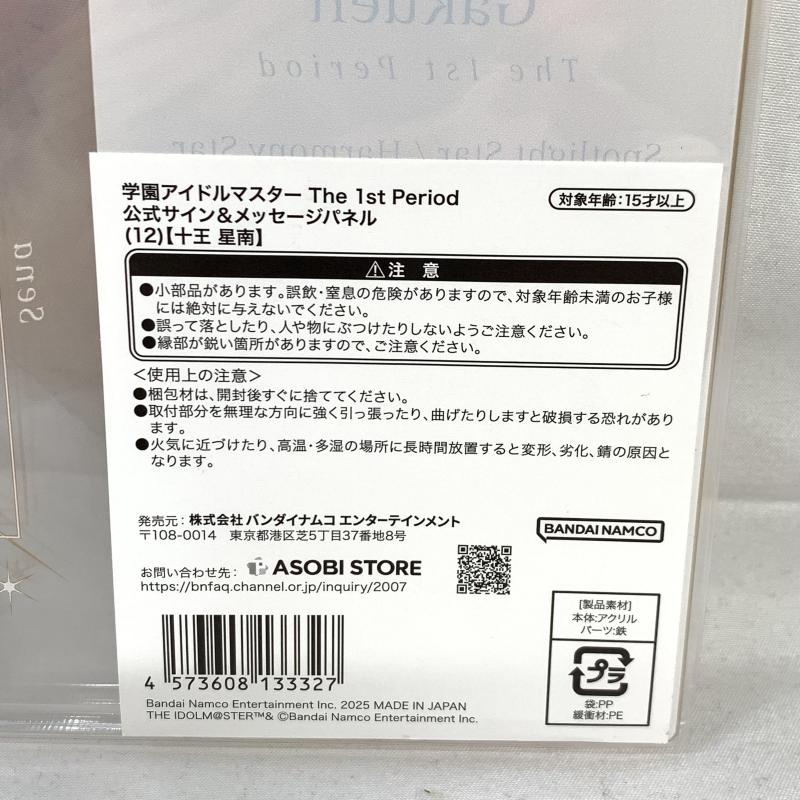 Gakuen
The 1st Period
Spotlight Star / Harmony Star
Sena
学園アイドルマスター The 1st Period
公式サイン&メッセージパネル
(12)【十王 星南】
対象年齢:15才以上
⚠注 意
●小部品があります。誤飲・窒息の危険がありますので、対象年齢未満のお子様
には絶対に与えないでください。
●誤って落としたり、人や物にぶつけたりしないようご注意ください。
●縁部が鋭い箇所がありますので、ご注意ください。
<使用上の注意>
●梱包材は、開封後すぐに捨ててください。
●取付部分を無理な方向に強く引っ張ったり、曲げたりしますと破損する恐れがあり
ます。
●火気に近づけたり、高温・多湿の場所に長時間放置すると変形、劣化、錆の原因と
なります。
発売元:株式会社 バンダイナムコ エンターテインメント
〒108-0014 東京都港区芝5丁目37番地8号
BANDAI NAMCO
お問い合わせ先: ASOBI STORE
https://bnfaq.channel.or.jp/inquiry/2007
[製品素材]
本体:アクリル
パーツ:鉄
プラ
袋:PP
緩衝材:PE
4 573608 133327
Bandai Namco Entertainment Inc. 2025 MADE IN JAPAN
THE IDOLM@STER™& ©Bandai Namco Entertainment Inc.